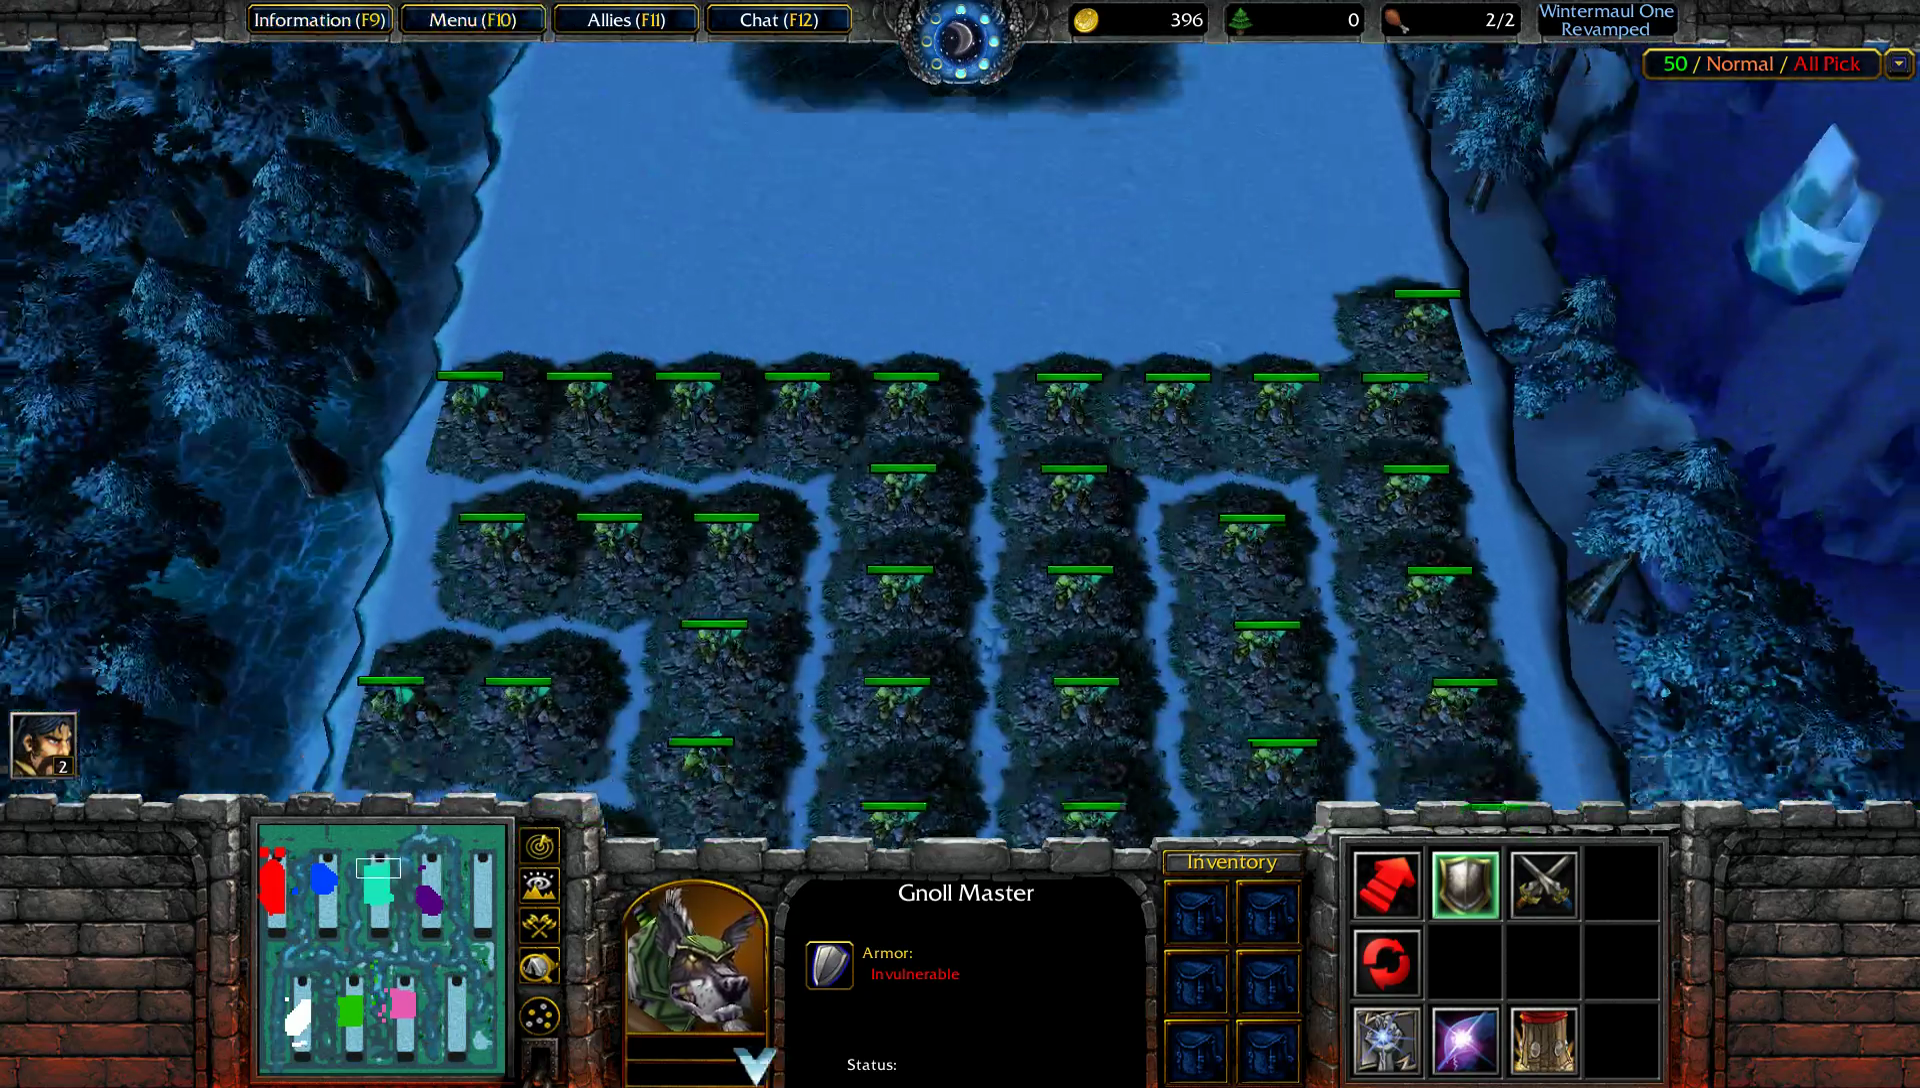 Information (F9)
Menu (F10)
Allies (F11)
Chat (F12)
396
0
2/2
Wintermaul One
Revamped
50 / Normal / All Pick
2
Gnoll Master
Armor:
Invulnerable
Status:
Inventory